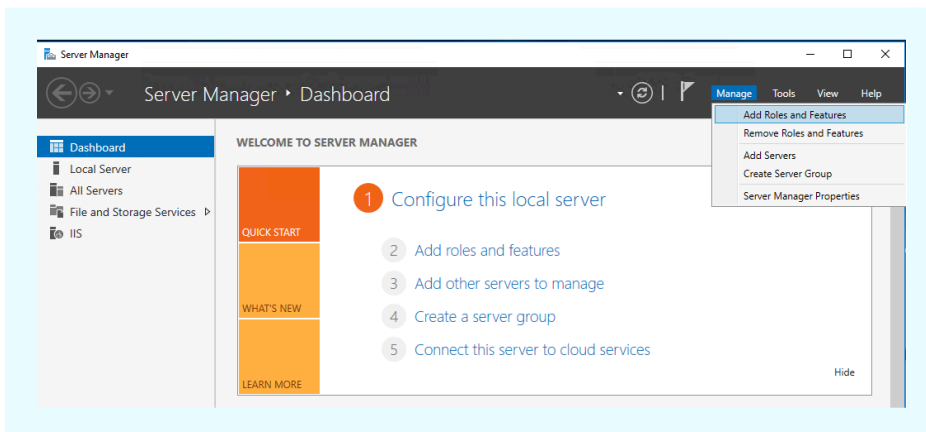 Server Manager
Server Manager • Dashboard
Manage Tools View Help
Add Roles and Features
Remove Roles and Features
Add Servers
Create Server Group
Server Manager Properties
Dashboard
Local Server
All Servers
File and Storage Services
IIS
WELCOME TO SERVER MANAGER
QUICK START
WHAT'S NEW
LEARN MORE
1 Configure this local server
2 Add roles and features
3 Add other servers to manage
4 Create a server group
5 Connect this server to cloud services
Hide